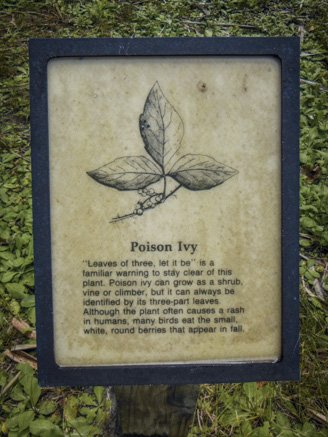 Poison Ivy
"Leaves of three, let it be" is a
familiar warning to stay clear of this
plant. Poison ivy can grow as a shrub,
vine or climber, but it can always be
identified by its three-part leaves.
Although the plant often causes a rash
in humans, many birds eat the small,
white, round berries that appear in fall.